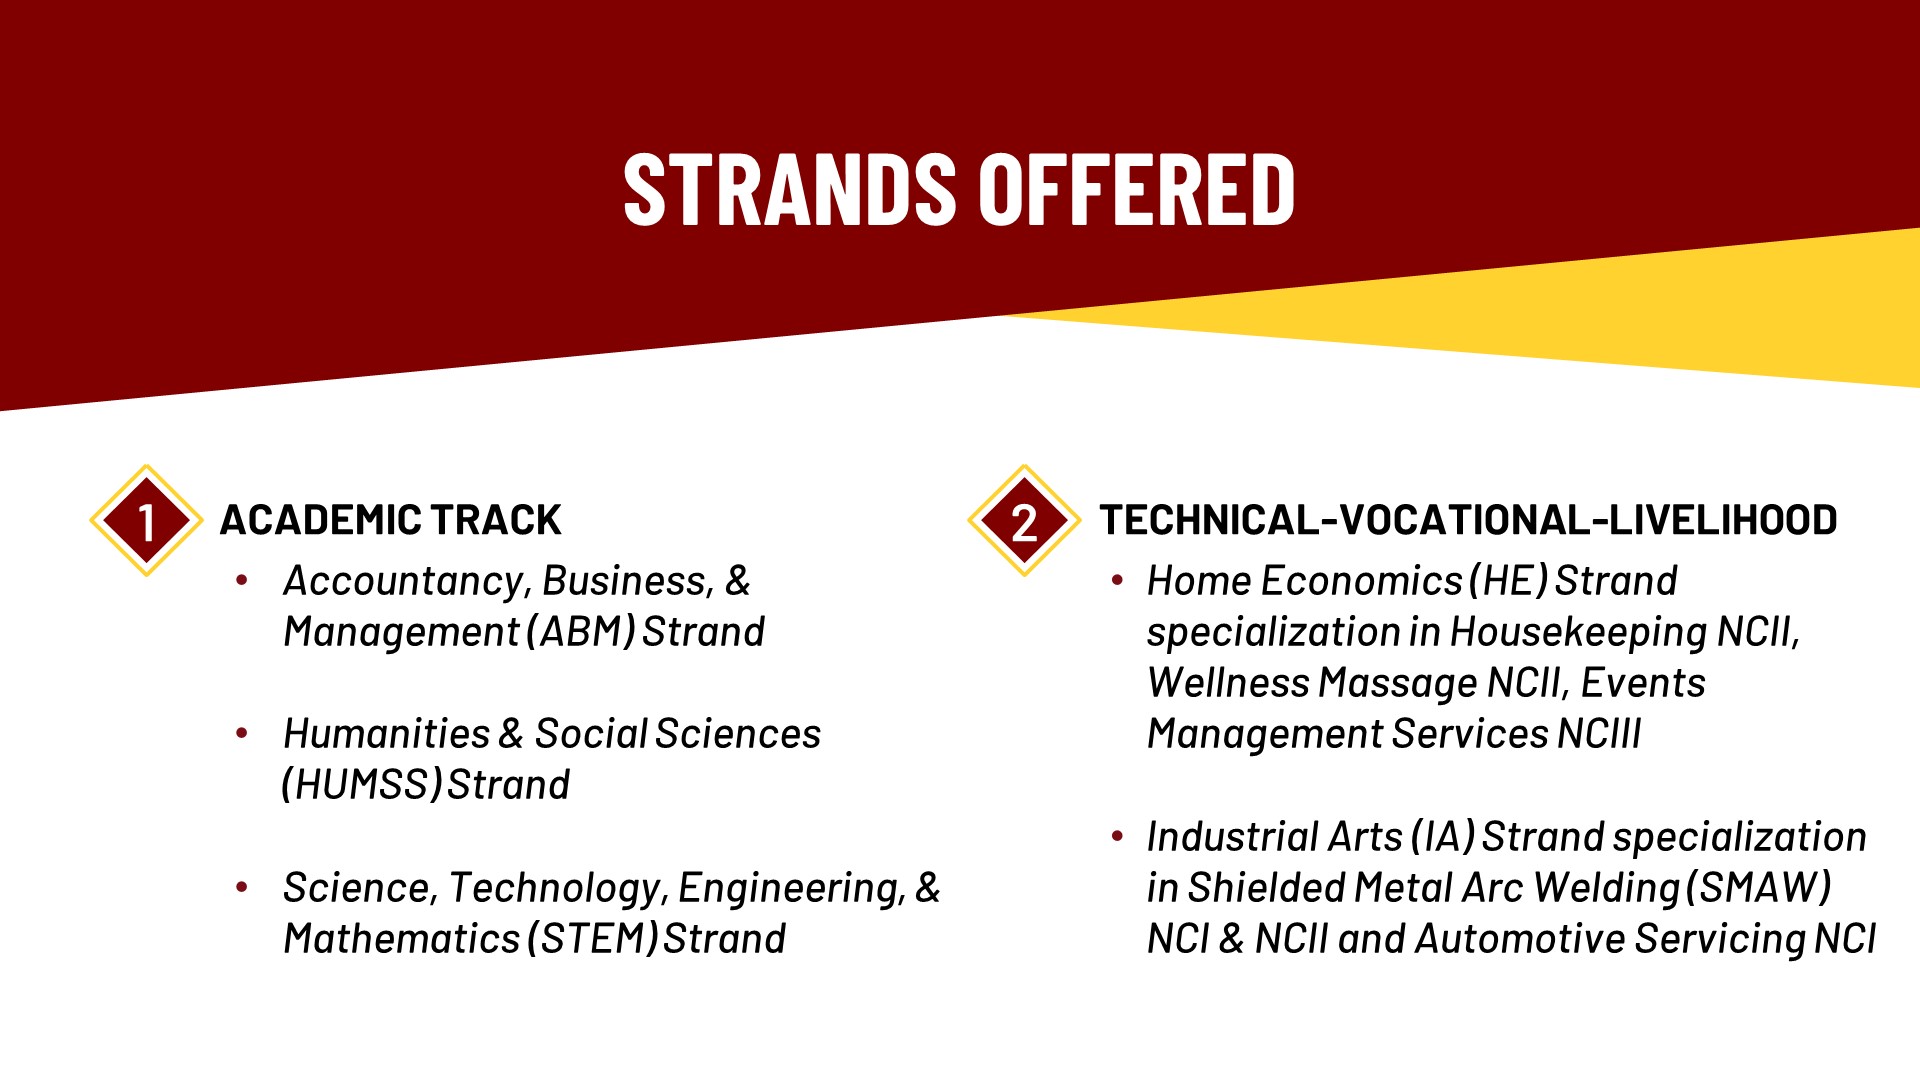 STRANDS OFFERED
1
ACADEMIC TRACK
• Accountancy, Business, &
Management (ABM) Strand
• Humanities & Social Sciences
(HUMSS) Strand
• Science, Technology, Engineering, &
Mathematics (STEM) Strand
2
TECHNICAL-VOCATIONAL-LIVELIHOOD
• Home Economics (HE) Strand
specialization in Housekeeping NCII,
Wellness Massage NCII, Events
Management Services NCIII
• Industrial Arts (IA) Strand specialization
in Shielded Metal Arc Welding (SMAW)
NCI & NCII and Automotive Servicing NCI